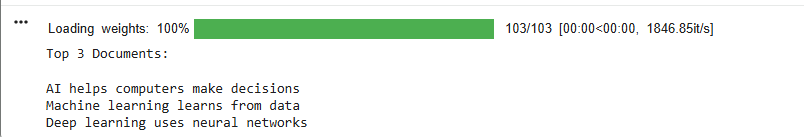 Loading weights: 100% 103/103 [00:00<00:00, 1846.85it/s]
Top 3 Documents:
AI helps computers make decisions
Machine learning learns from data
Deep learning uses neural networks